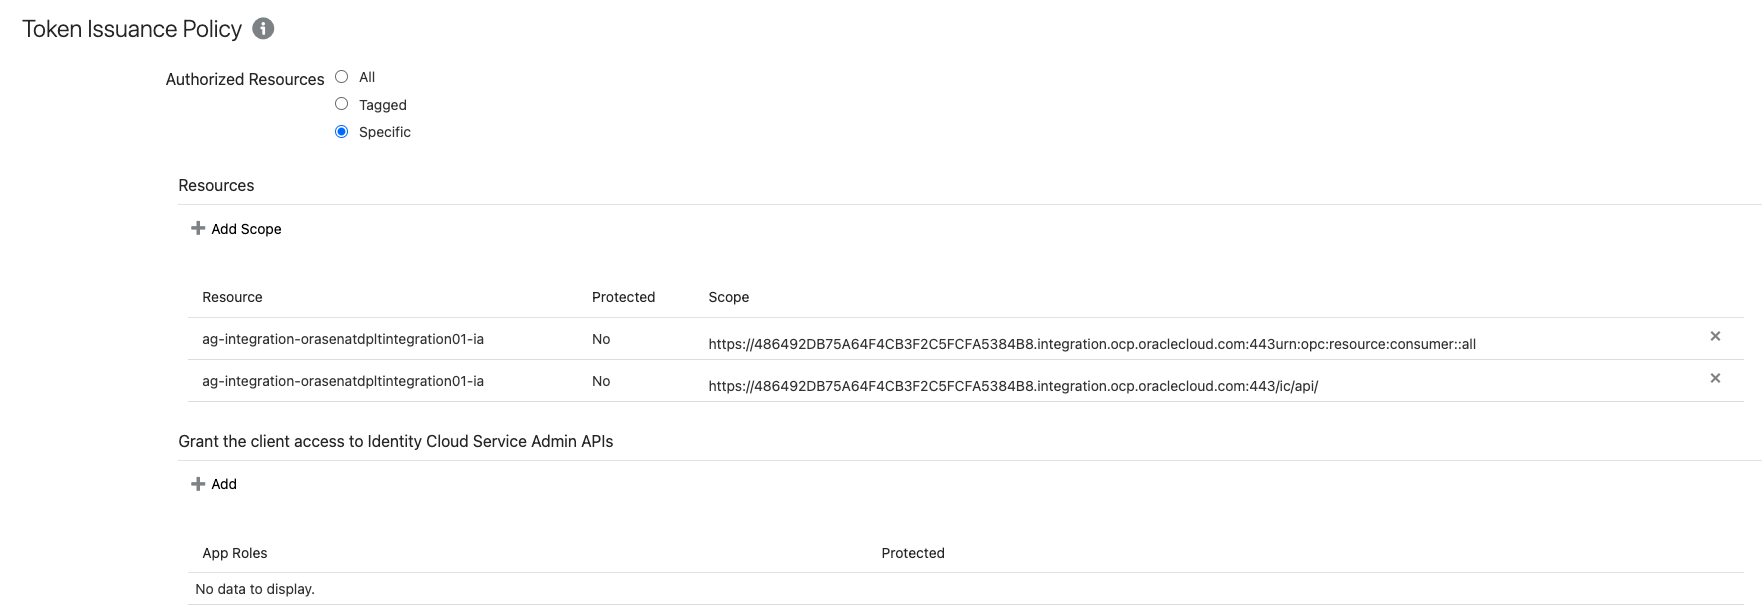 Token Issuance Policy
Authorized Resources
All
Tagged
Specific
Resources
Add Scope
Resource Protected Scope
ag-integration-orasenatdpltintegration01-ia No https://486492DB75A64F4CB3F2C5FCFA5384B8.integration.ocp.oraclecloud.com:443urn:opc:resource:consumer::all
ag-integration-orasenatdpltintegration01-ia No https://486492DB75A64F4CB3F2C5FCFA5384B8.integration.ocp.oraclecloud.com:443/ic/api/
Grant the client access to Identity Cloud Service Admin APIs
Add
App Roles Protected
No data to display.